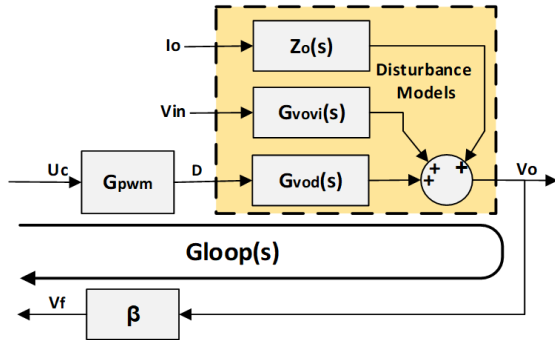 Io
Zo(s)
Disturbance
Models
Vin
Gvovi(s)
+
+
+
Uc
Gpwm
D
Gvod(s)
Vo
Gloop(s)
Vf
β